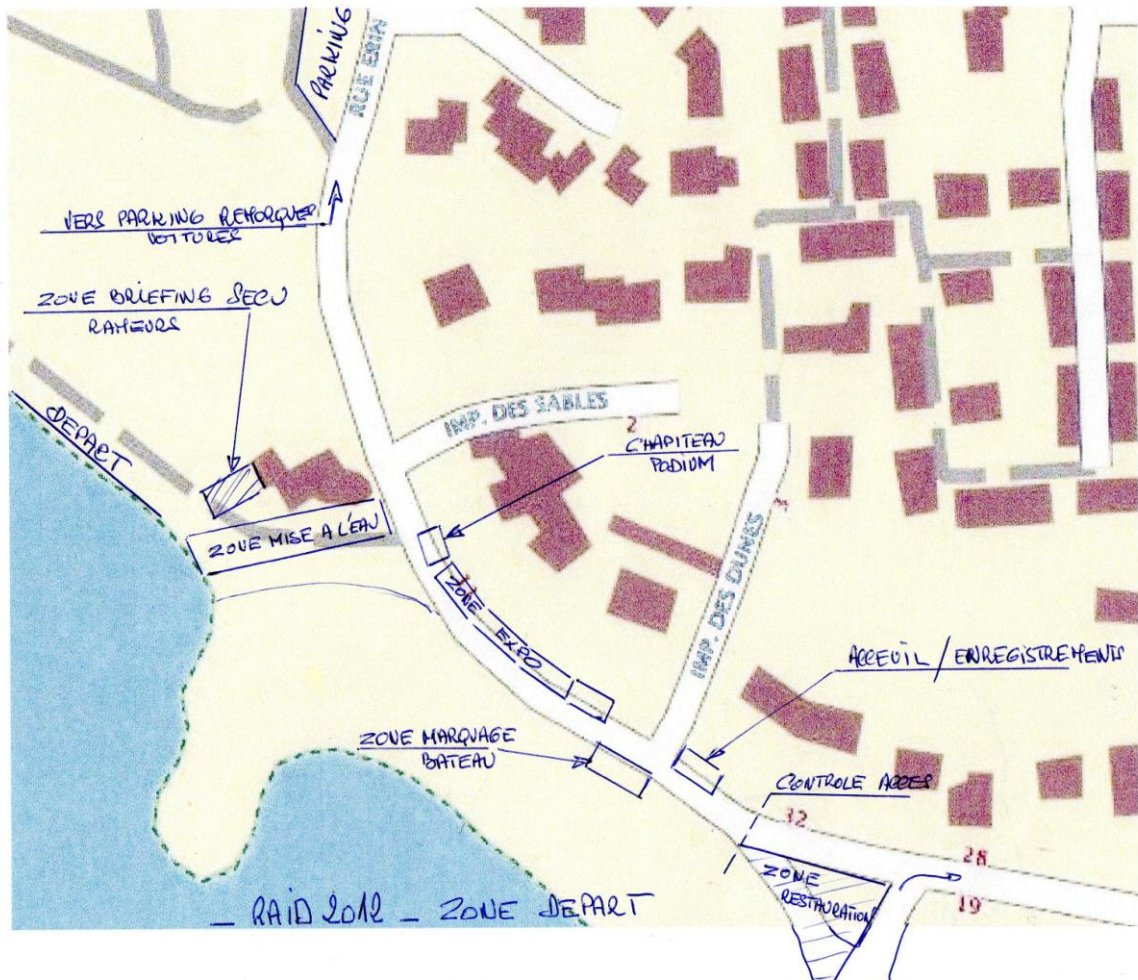 PARKING
RUE ERIN
VERS PARKING REMORQUES
VOITURES
ZONE BRIEFING SECU
RAMEURS
DEPART
IMP. DES SABLES
2
CHAPITEAU
PODIUM
ZONE MISE A L'EAU
ZONE EXPO
IMP. DES DUNES
3
ACCEUIL / ENREGISTREMENTS
ZONE MARQUAGE
BATEAU
CONTROLE ACCES
32
28
ZONE
RESTAURATION
19
_ RAID 2012 _ ZONE DEPART